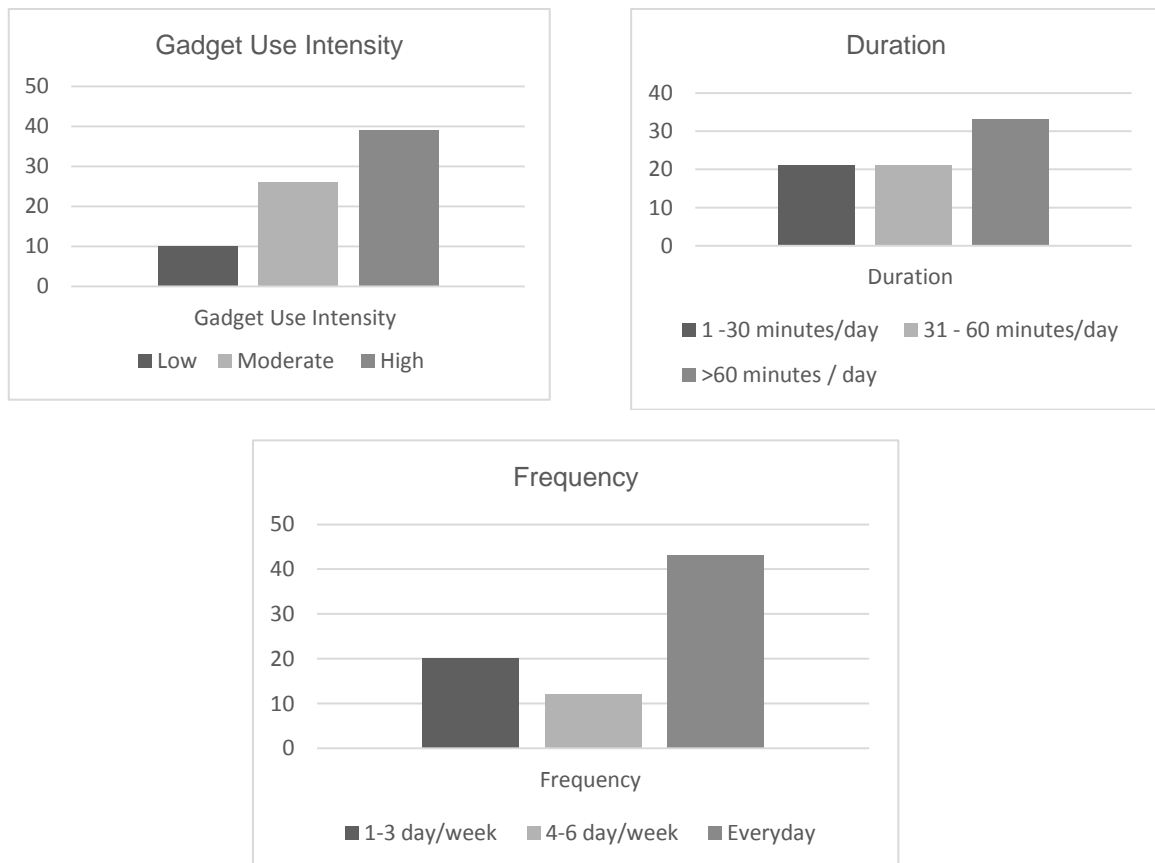 Gadget Use Intensity
50
40
30
20
10
0
Gadget Use Intensity
Low Moderate High
Duration
40
30
20
10
0
Duration
1 -30 minutes/day 31 - 60 minutes/day
>60 minutes / day
Frequency
50
40
30
20
10
0
Frequency
1-3 day/week 4-6 day/week Everyday